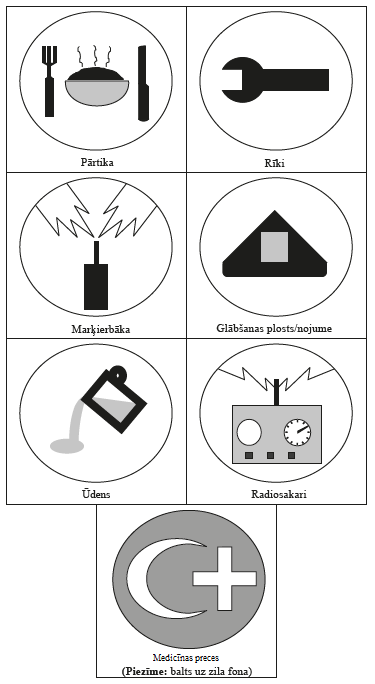 Pārtika
Rīki
Marķierbāka
Glābšanas plosts/nojume
Ūdens
Radiosakari
Medicīnas preces
(Piezīme: balts uz zila fona)